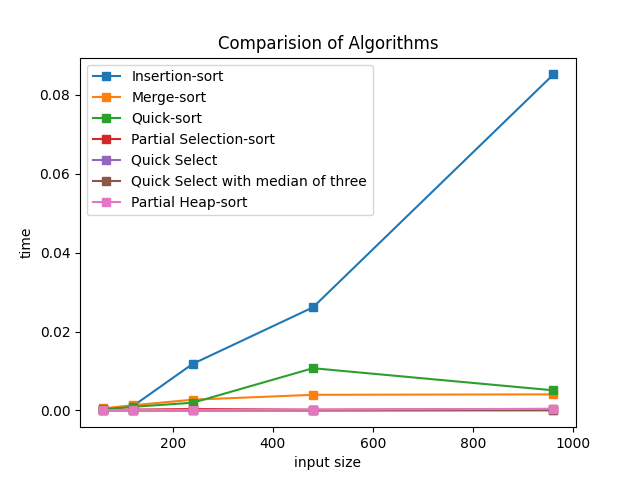 Comparision of Algorithms
Insertion-sort
Merge-sort
Quick-sort
Partial Selection-sort
Quick Select
Quick Select with median of three
Partial Heap-sort
time
0.08
0.06
0.04
0.02
0.00
200 400 600 800 1000
input size